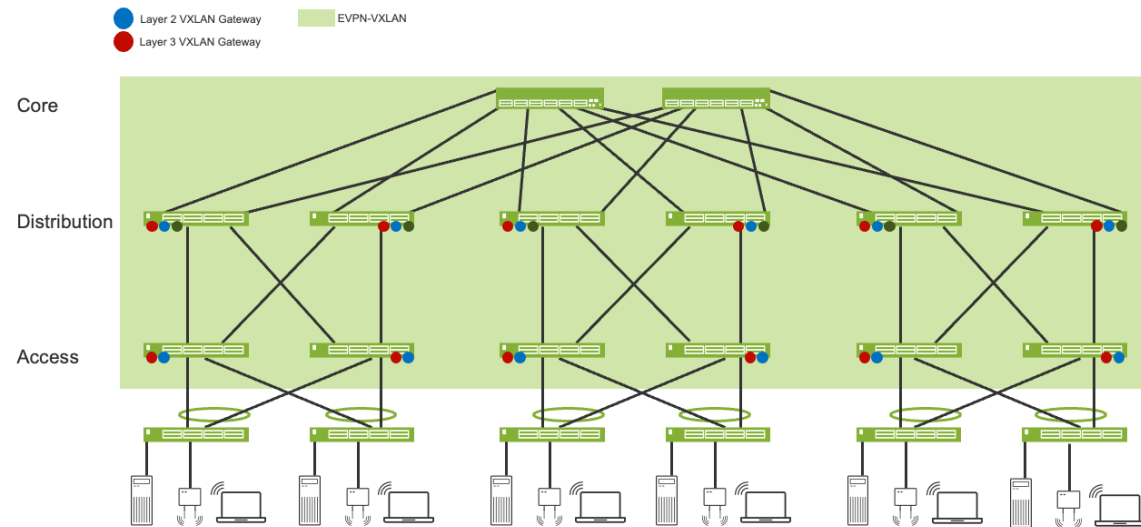 Layer 2 VXLAN Gateway
EVPN-VXLAN
Layer 3 VXLAN Gateway
Core
Distribution
Access